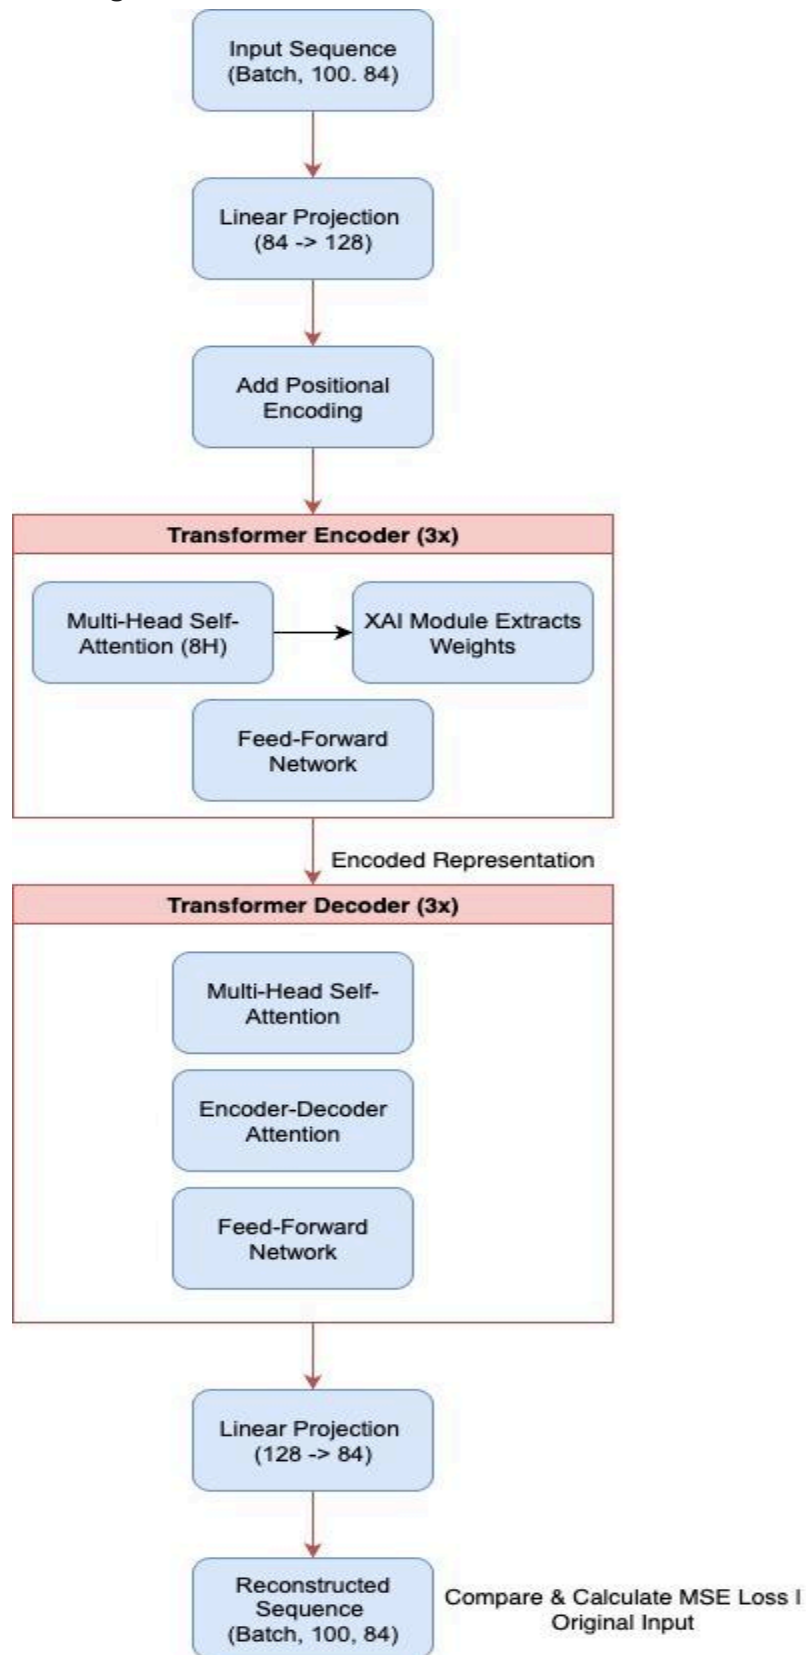 Input Sequence
(Batch, 100. 84)
Linear Projection
(84 -> 128)
Add Positional
Encoding
Transformer Encoder (3x)
Multi-Head Self-
Attention (8H)
XAI Module Extracts
Weights
Feed-Forward
Network
Encoded Representation
Transformer Decoder (3x)
Multi-Head Self-
Attention
Encoder-Decoder
Attention
Feed-Forward
Network
Linear Projection
(128 -> 84)
Reconstructed
Sequence
(Batch, 100, 84)
Compare & Calculate MSE Loss l
Original Input